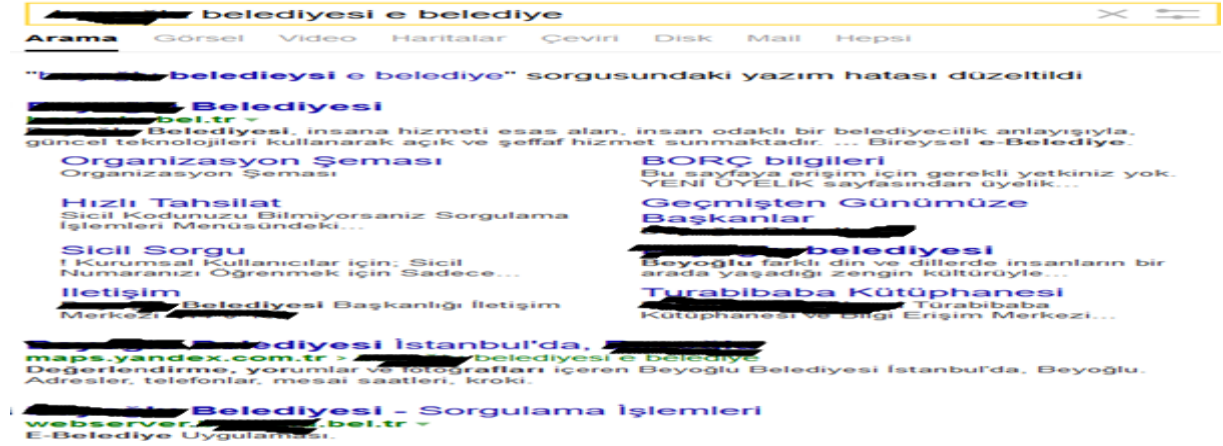 belediyesi e belediye
Arama Görsel Video Haritalar Çeviri Disk Mail Hepsi
beledieysi e belediye" sorgusundaki yazım hatası düzeltildi
Belediyesi
bel.tr
Belediyesi, insana hizmeti esas alan, insan odaklı bir belediyecilik anlayışıyla,
güncel teknolojileri kullanarak açık ve şeffaf hizmet sunmaktadır. ... Bireysel e-Belediye.
Organizasyon Şeması
Organizasyon Şeması
Hızlı Tahsilat
Sicil Kodunuzu Bilmiyorsaniz Sorgulama
İşlemleri Menüsündeki...
Sicil Sorgu
! Kurumsal Kullanıcılar için; Sicil
Numaranızı Öğrenmek için Sadece...
İletişim
Belediyesi Başkanlığı İletişim
Merkezi
BORÇ bilgileri
Bu sayfaya erişim için gerekli yetkiniz yok.
YENİ ÜYELİK sayfasından üyelik...
Geçmişten Günümüze
Başkanlar
belediyesi
Beyoğlu farklı din ve dillerde insanların bir
arada yaşadığı zengin kültürüyle...
Turabibaba Kütüphanesi
Turabibaba
Kütüphanesi ve Bilgi Erişim Merkezi...
Belediyesi İstanbul'da,
maps.yandex.com.tr › belediyesi e belediye
Değerlendirme, yorumlar ve fotoğrafları içeren Beyoğlu Belediyesi İstanbul'da, Beyoğlu.
Adresler, telefonlar, mesai saatleri, kroki.
Belediyesi - Sorgulama İşlemleri
webserver. .bel.tr
E-Belediye Uygulaması.